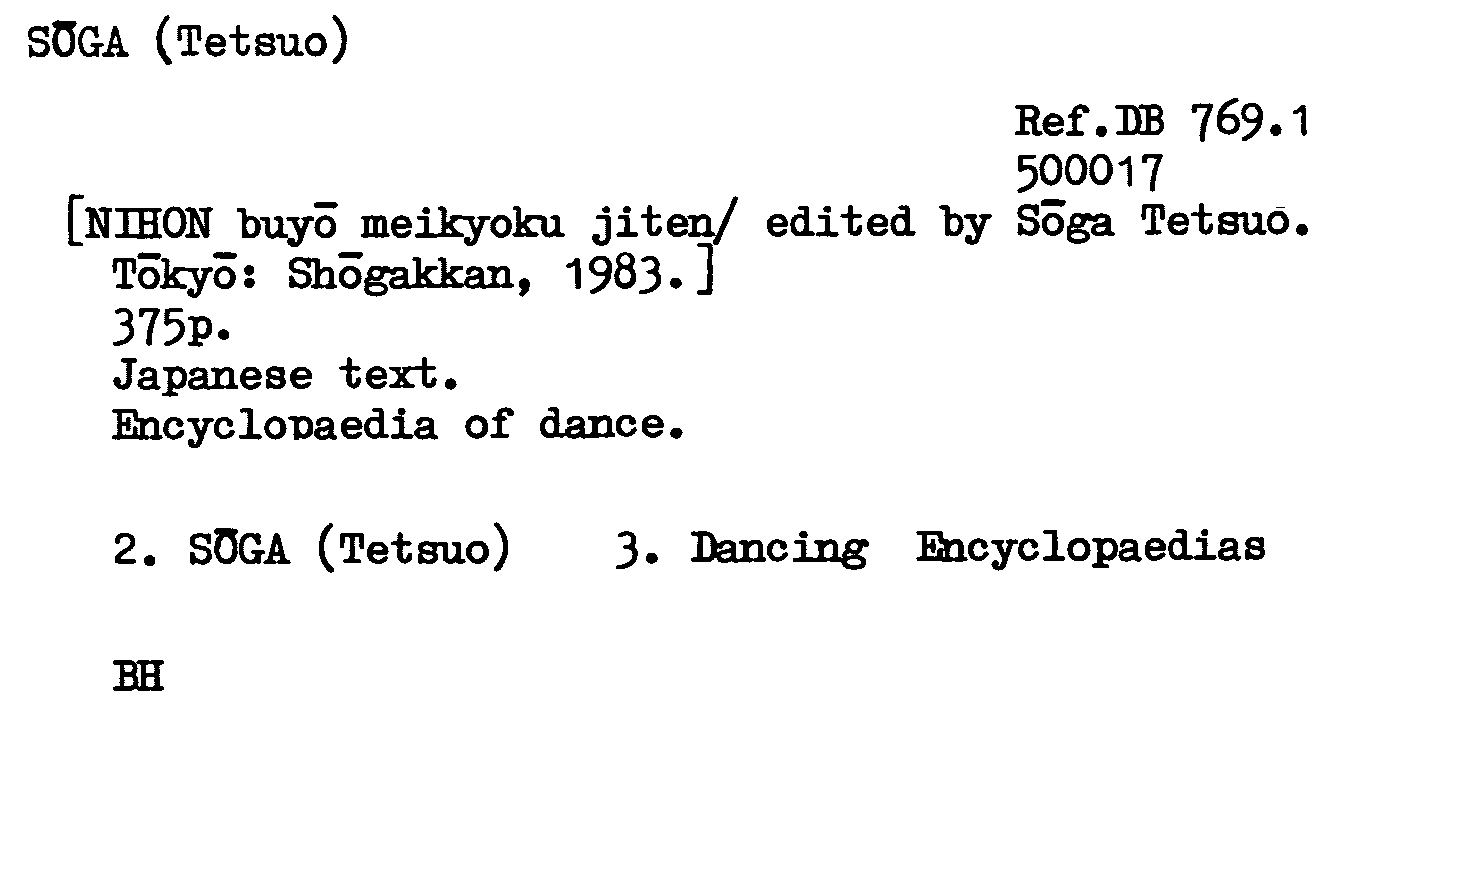 SŌGA (Tetsuo)
Ref.DB 769.1
500017
[NIHON buyō meikyoku jiten/ edited by Sōga Tetsuō.
Tōkyō: Shōgakkan, 1983.]
375p.
Japanese text.
Encyclopaedia of dance.
2. SŌGA (Tetsuo) 3. Dancing Encyclopaedias
BH